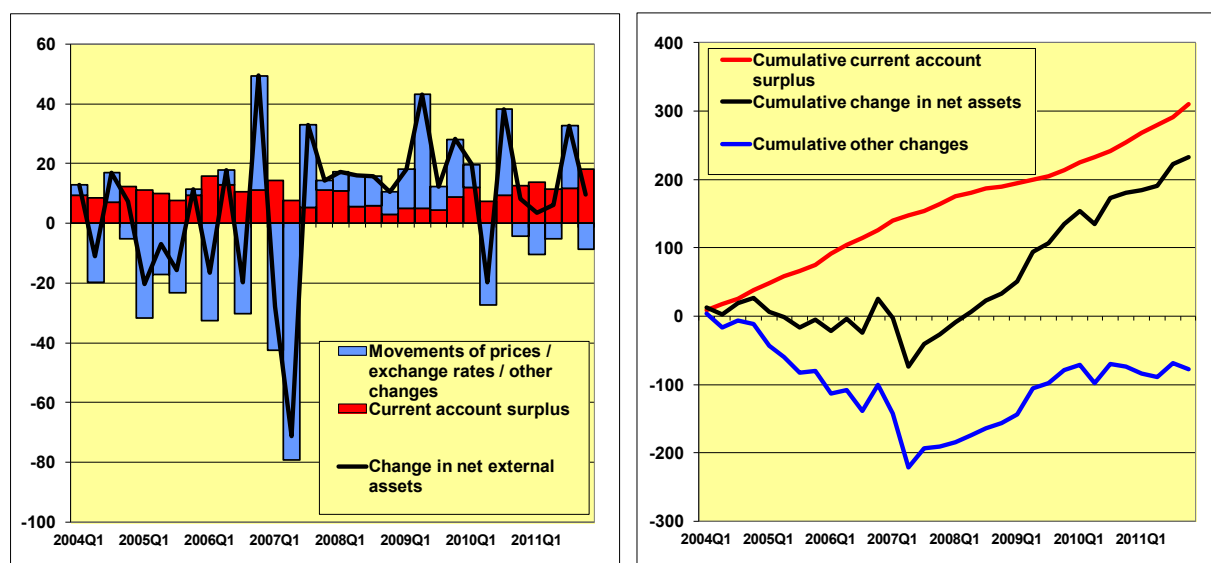 60
40
20
0
-20
-40
-60
-80
-100
2004Q1 2005Q1 2006Q1 2007Q1 2008Q1 2009Q1 2010Q1 2011Q1
Movements of prices /
exchange rates / other
changes
Current account surplus
Change in net external
assets
400
300
200
100
0
-100
-200
-300
2004Q1 2005Q1 2006Q1 2007Q1 2008Q1 2009Q1 2010Q1 2011Q1
Cumulative current account
surplus
Cumulative change in net assets
Cumulative other changes